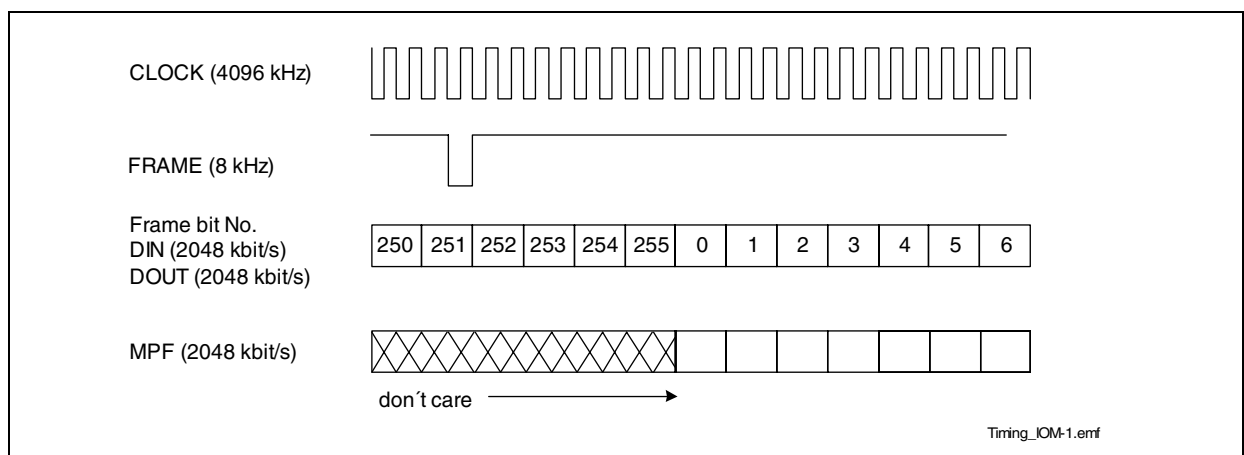 CLOCK (4096 kHz)
FRAME (8 kHz)
Frame bit No.
DIN (2048 kbit/s)
DOUT (2048 kbit/s)
250 251 252 253 254 255 0 1 2 3 4 5 6
MPF (2048 kbit/s)
don´t care
Timing_IOM-1.emf